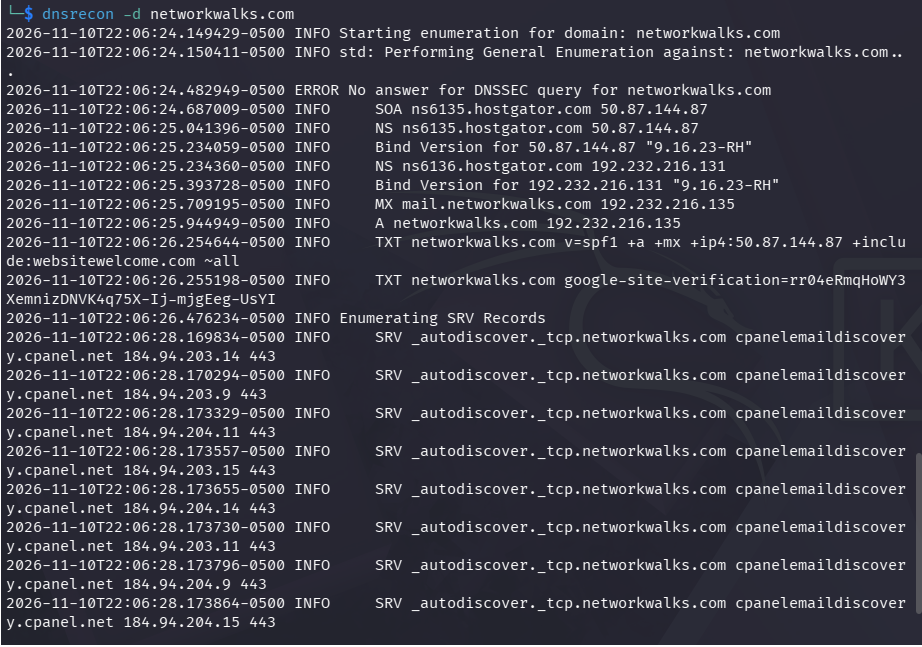 └─$ dnsrecon -d networkwalks.com
2026-11-10T22:06:24.149429-0500 INFO Starting enumeration for domain: networkwalks.com
2026-11-10T22:06:24.150411-0500 INFO std: Performing General Enumeration against: networkwalks.com..
.
2026-11-10T22:06:24.482949-0500 ERROR No answer for DNSSEC query for networkwalks.com
2026-11-10T22:06:24.687009-0500 INFO     SOA ns6135.hostgator.com 50.87.144.87
2026-11-10T22:06:25.041396-0500 INFO     NS ns6135.hostgator.com 50.87.144.87
2026-11-10T22:06:25.234059-0500 INFO     Bind Version for 50.87.144.87 "9.16.23-RH"
2026-11-10T22:06:25.234360-0500 INFO     NS ns6136.hostgator.com 192.232.216.131
2026-11-10T22:06:25.393728-0500 INFO     Bind Version for 192.232.216.131 "9.16.23-RH"
2026-11-10T22:06:25.709195-0500 INFO     MX mail.networkwalks.com 192.232.216.135
2026-11-10T22:06:25.944949-0500 INFO     A networkwalks.com 192.232.216.135
2026-11-10T22:06:26.254644-0500 INFO     TXT networkwalks.com v=spf1 +a +mx +ip4:50.87.144.87 +inclu
de:websitewelcome.com ~all
2026-11-10T22:06:26.255198-0500 INFO     TXT networkwalks.com google-site-verification=rr04eRmqHoWY3
XemnizDNVK4q75X-Ij-mjgEeg-UsYI
2026-11-10T22:06:26.476234-0500 INFO Enumerating SRV Records
2026-11-10T22:06:28.169834-0500 INFO     SRV _autodiscover._tcp.networkwalks.com cpanelemaildiscover
y.cpanel.net 184.94.203.14 443
2026-11-10T22:06:28.170294-0500 INFO     SRV _autodiscover._tcp.networkwalks.com cpanelemaildiscover
y.cpanel.net 184.94.203.9 443
2026-11-10T22:06:28.173329-0500 INFO     SRV _autodiscover._tcp.networkwalks.com cpanelemaildiscover
y.cpanel.net 184.94.204.11 443
2026-11-10T22:06:28.173557-0500 INFO     SRV _autodiscover._tcp.networkwalks.com cpanelemaildiscover
y.cpanel.net 184.94.203.15 443
2026-11-10T22:06:28.173655-0500 INFO     SRV _autodiscover._tcp.networkwalks.com cpanelemaildiscover
y.cpanel.net 184.94.204.14 443
2026-11-10T22:06:28.173730-0500 INFO     SRV _autodiscover._tcp.networkwalks.com cpanelemaildiscover
y.cpanel.net 184.94.203.11 443
2026-11-10T22:06:28.173796-0500 INFO     SRV _autodiscover._tcp.networkwalks.com cpanelemaildiscover
y.cpanel.net 184.94.204.9 443
2026-11-10T22:06:28.173864-0500 INFO     SRV _autodiscover._tcp.networkwalks.com cpanelemaildiscover
y.cpanel.net 184.94.204.15 443